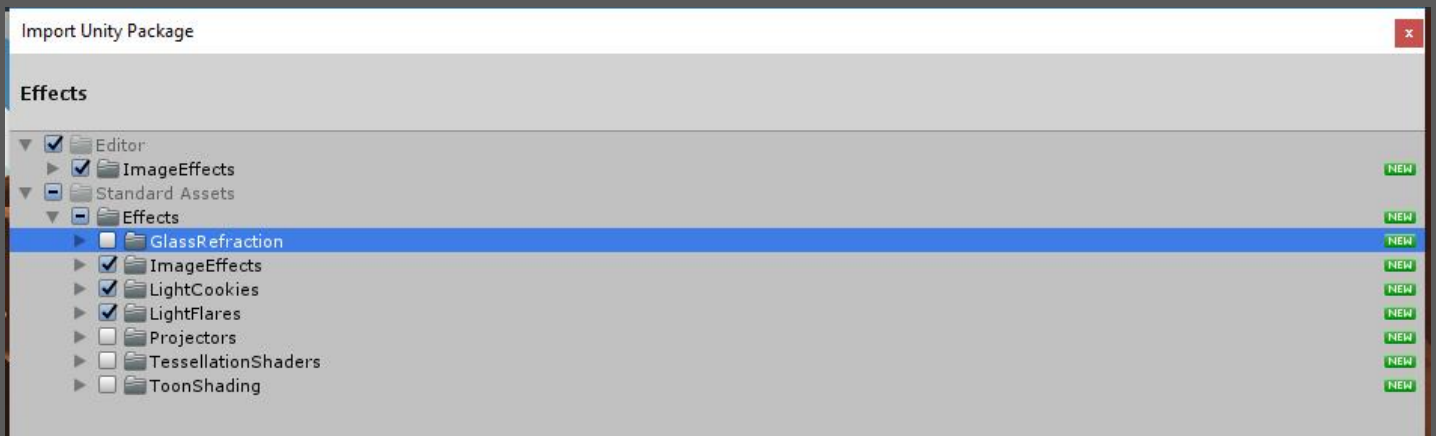 Import Unity Package
x
Effects
Editor
ImageEffects NEW
Standard Assets
Effects NEW
GlassRefraction NEW
ImageEffects NEW
LightCookies NEW
LightFlares NEW
Projectors NEW
TessellationShaders NEW
ToonShading NEW